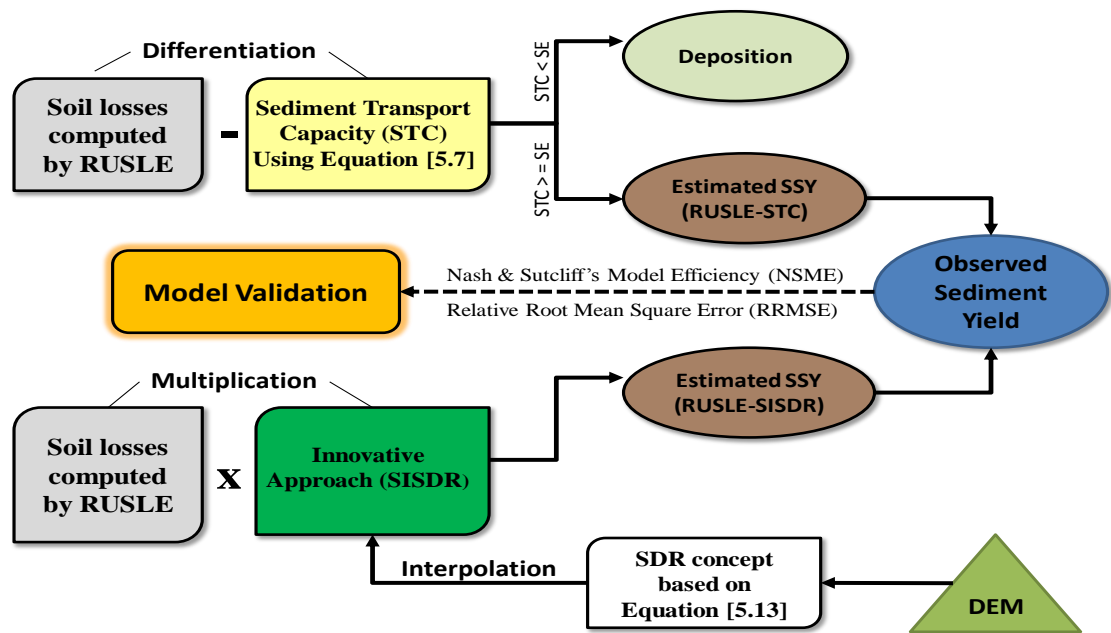 Differentiation
Soil losses
computed
by RUSLE
-
Sediment Transport
Capacity (STC)
Using Equation [5.7]
STC < SE
STC > = SE
Deposition
Estimated SSY
(RUSLE-STC)
Observed
Sediment
Yield
Nash & Sutcliff's Model Efficiency (NSME)
Relative Root Mean Square Error (RRMSE)
Model Validation
Multiplication
Soil losses
computed
by RUSLE
x
Innovative
Approach (SISDR)
Estimated SSY
(RUSLE-SISDR)
Interpolation
SDR concept
based on
Equation [5.13]
DEM